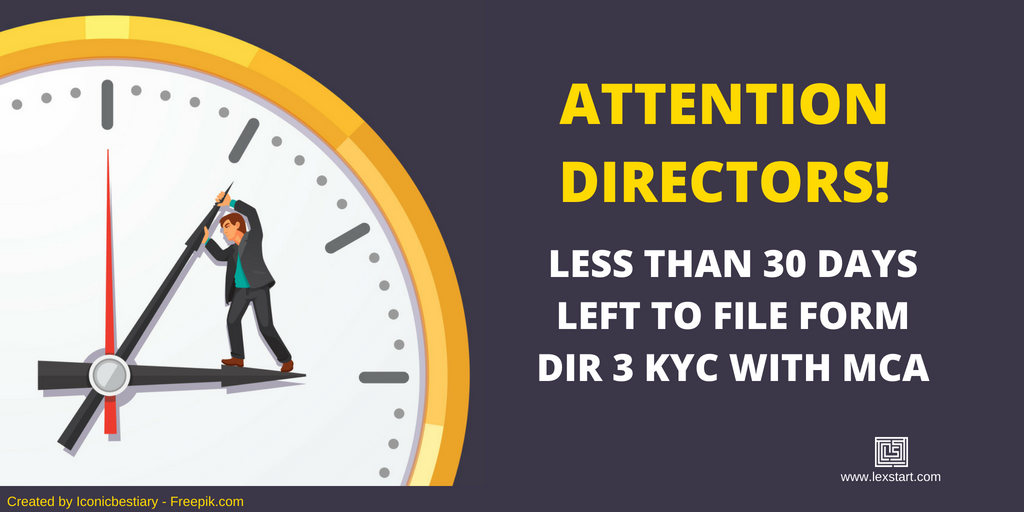 ATTENTION
DIRECTORS!
LESS THAN 30 DAYS
LEFT TO FILE FORM
DIR 3 KYC WITH MCA
www.lexstart.com
Created by Iconicbestiary - Freepik.com